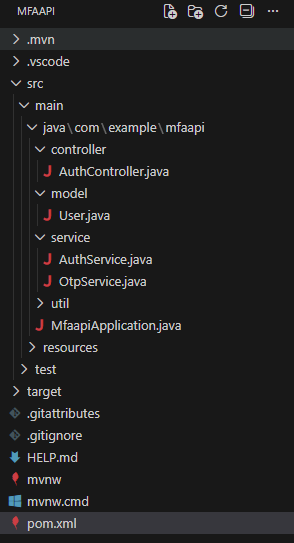 MFAAPI
.mvn
.vscode
src
main
java\com\example\mfaapi
controller
AuthController.java
model
User.java
service
AuthService.java
OtpService.java
util
MfaapiApplication.java
resources
test
target
.gitattributes
.gitignore
HELP.md
mvnw
mvnw.cmd
pom.xml